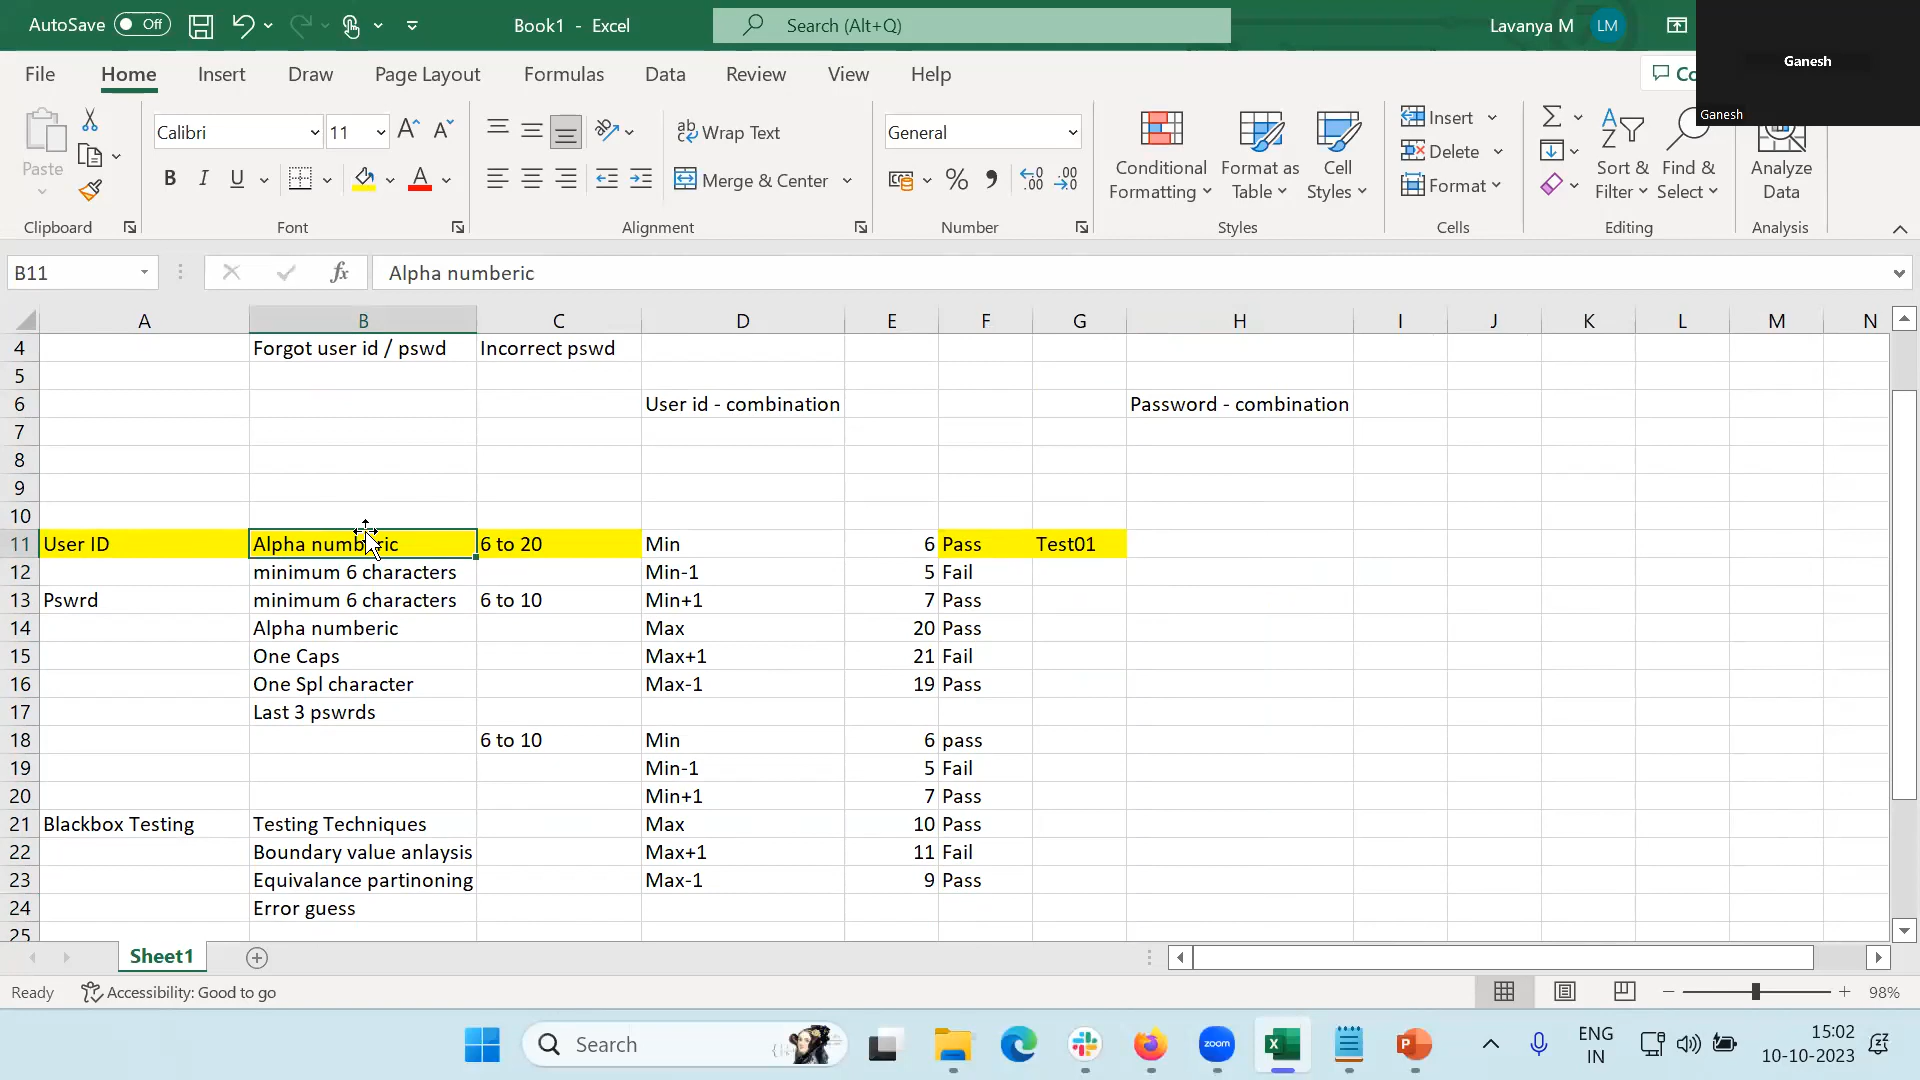 AutoSave Off Book1 - Excel Search (Alt+Q) Lavanya M LM Ganesh
File Home Insert Draw Page Layout Formulas Data Review View Help Co
Ganesh
Calibri 11 Wrap Text General Insert
Paste Conditional Format as Cell Delete Sort & Find & Analyze
B I U Merge & Center % Formatting Table Styles Format Filter Select Data
Clipboard Font Alignment Number Styles Cells Editing Analysis
B11 fx Alpha numberic
A B C D E F G H I J K L M N
4 Forgot user id / pswd Incorrect pswd
5
6 User id - combination Password - combination
7
8
9
10
11 User ID Alpha numberic 6 to 20 Min 6 Pass Test01
12 minimum 6 characters Min-1 5 Fail
13 Pswrd minimum 6 characters 6 to 10 Min+1 7 Pass
14 Alpha numberic Max 20 Pass
15 One Caps Max+1 21 Fail
16 One Spl character Max-1 19 Pass
17 Last 3 pswrds
18 6 to 10 Min 6 pass
19 Min-1 5 Fail
20 Min+1 7 Pass
21 Blackbox Testing Testing Techniques Max 10 Pass
22 Boundary value anlaysis Max+1 11 Fail
23 Equivalance partinoning Max-1 9 Pass
24 Error guess
25
Sheet1
Ready Accessibility: Good to go 98%
Search zoom ENG IN 15:02
10-10-2023